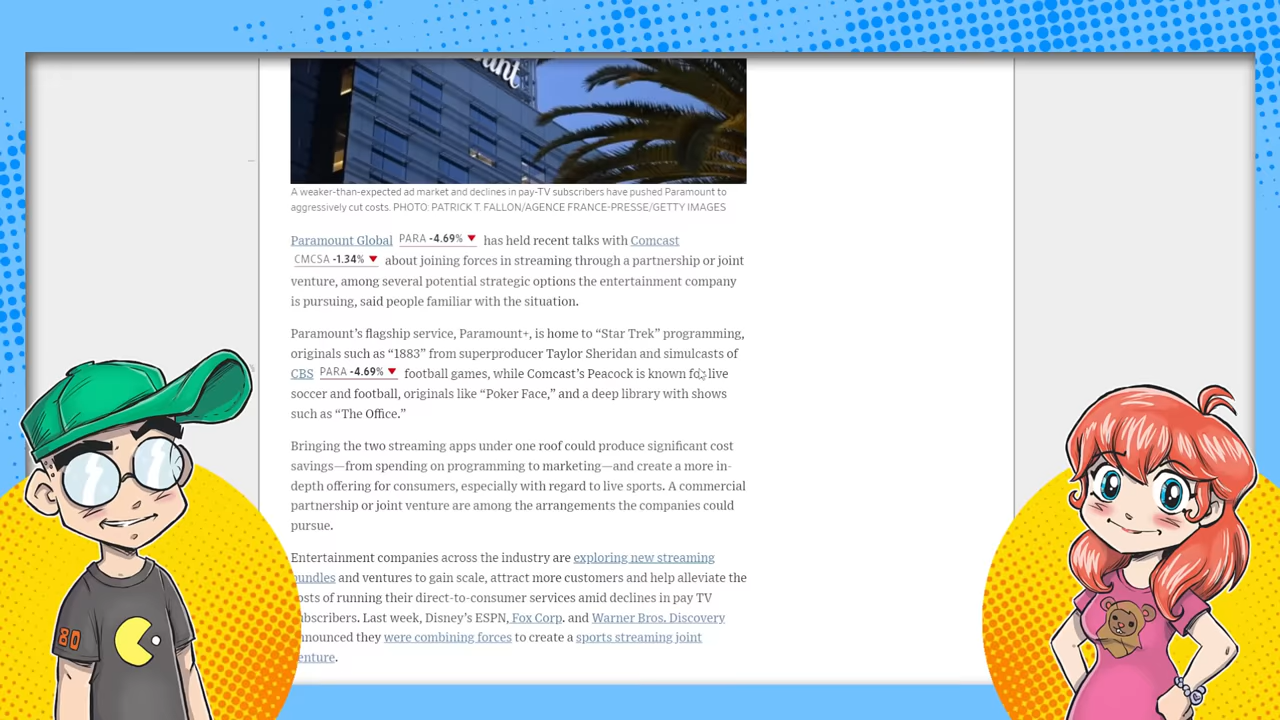 ount
A weaker-than-expected ad market and declines in pay-TV subscribers have pushed Paramount to
aggressively cut costs. PHOTO: PATRICK T. FALLON/AGENCE FRANCE-PRESSE/GETTY IMAGES
Paramount Global PARA -4.69% ▼ has held recent talks with Comcast
CMCSA -1.34% ▼ about joining forces in streaming through a partnership or joint
venture, among several potential strategic options the entertainment company
is pursuing, said people familiar with the situation.
Paramount’s flagship service, Paramount+, is home to “Star Trek” programming,
originals such as “1883” from superproducer Taylor Sheridan and simulcasts of
CBS PARA -4.69% ▼ football games, while Comcast’s Peacock is known for live
soccer and football, originals like “Poker Face,” and a deep library with shows
such as “The Office.”
Bringing the two streaming apps under one roof could produce significant cost
savings—from spending on programming to marketing—and create a more in-
depth offering for customers, especially with regard to live sports. A commercial
partnership or joint venture are among the arrangements the companies could
pursue.
Entertainment companies across the industry are exploring new streaming
bundles and ventures to gain scale, attract more customers and help alleviate the
costs of running their direct-to-consumer services amid declines in pay TV
ubscribers. Last week, Disney’s ESPN, Fox Corp. and Warner Bros. Discovery
nnounced they were combining forces to create a sports streaming joint
enture.
80